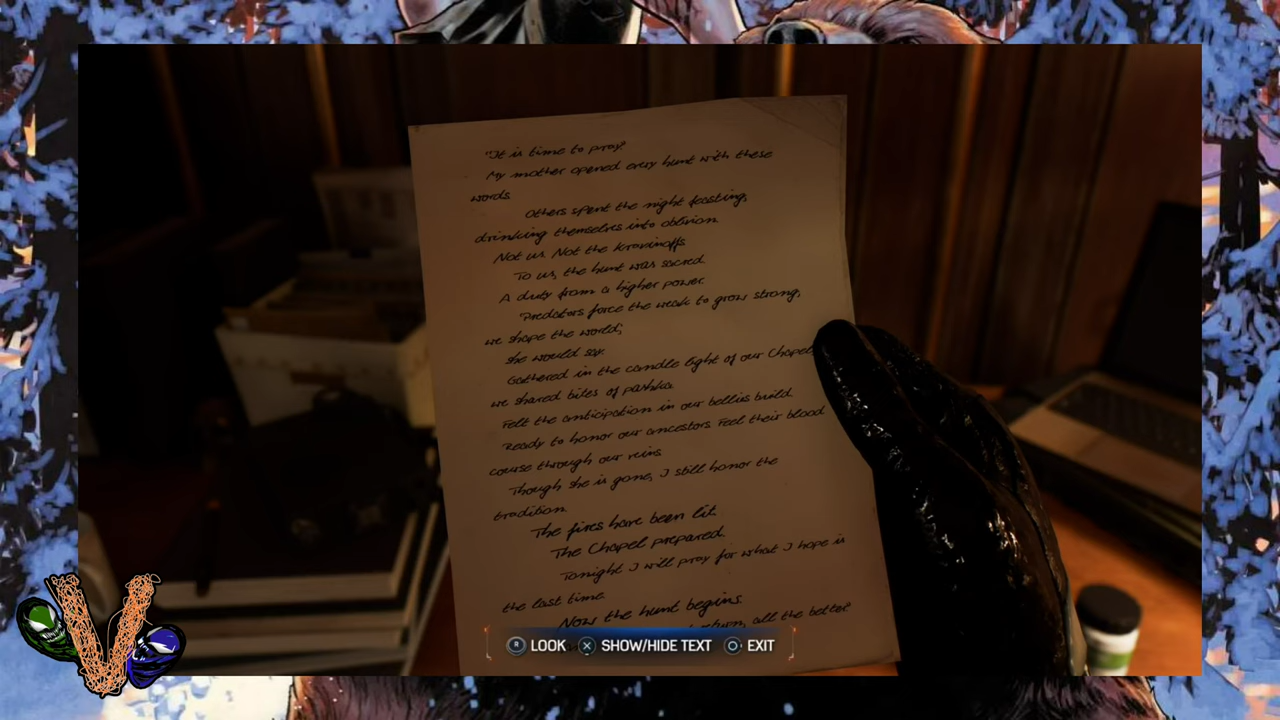 "It is time to pray."
My mother opened every hunt with these
words.
Others spent the night feasting,
drinking themselves into oblivion.
Not us. Not the Kravinoffs
To us, the hunt was sacred.
A duty from a higher power.
Predators force the weak to grow strong,
we shape the world,"
she would say.
Gathered in the candle light of our Chapel
we shared bites of pashka.
Felt the anticipation in our bellies build.
Ready to honor our ancestors. Feel their blood
course through our veins.
Though she is gone, I still honor the
tradition.
The fires have been lit.
The Chapel prepared.
Tonight I will pray for what I hope is
the last time.
Now the hunt begins.
return, all the better?
R LOOK SHOW/HIDE TEXT EXIT
V